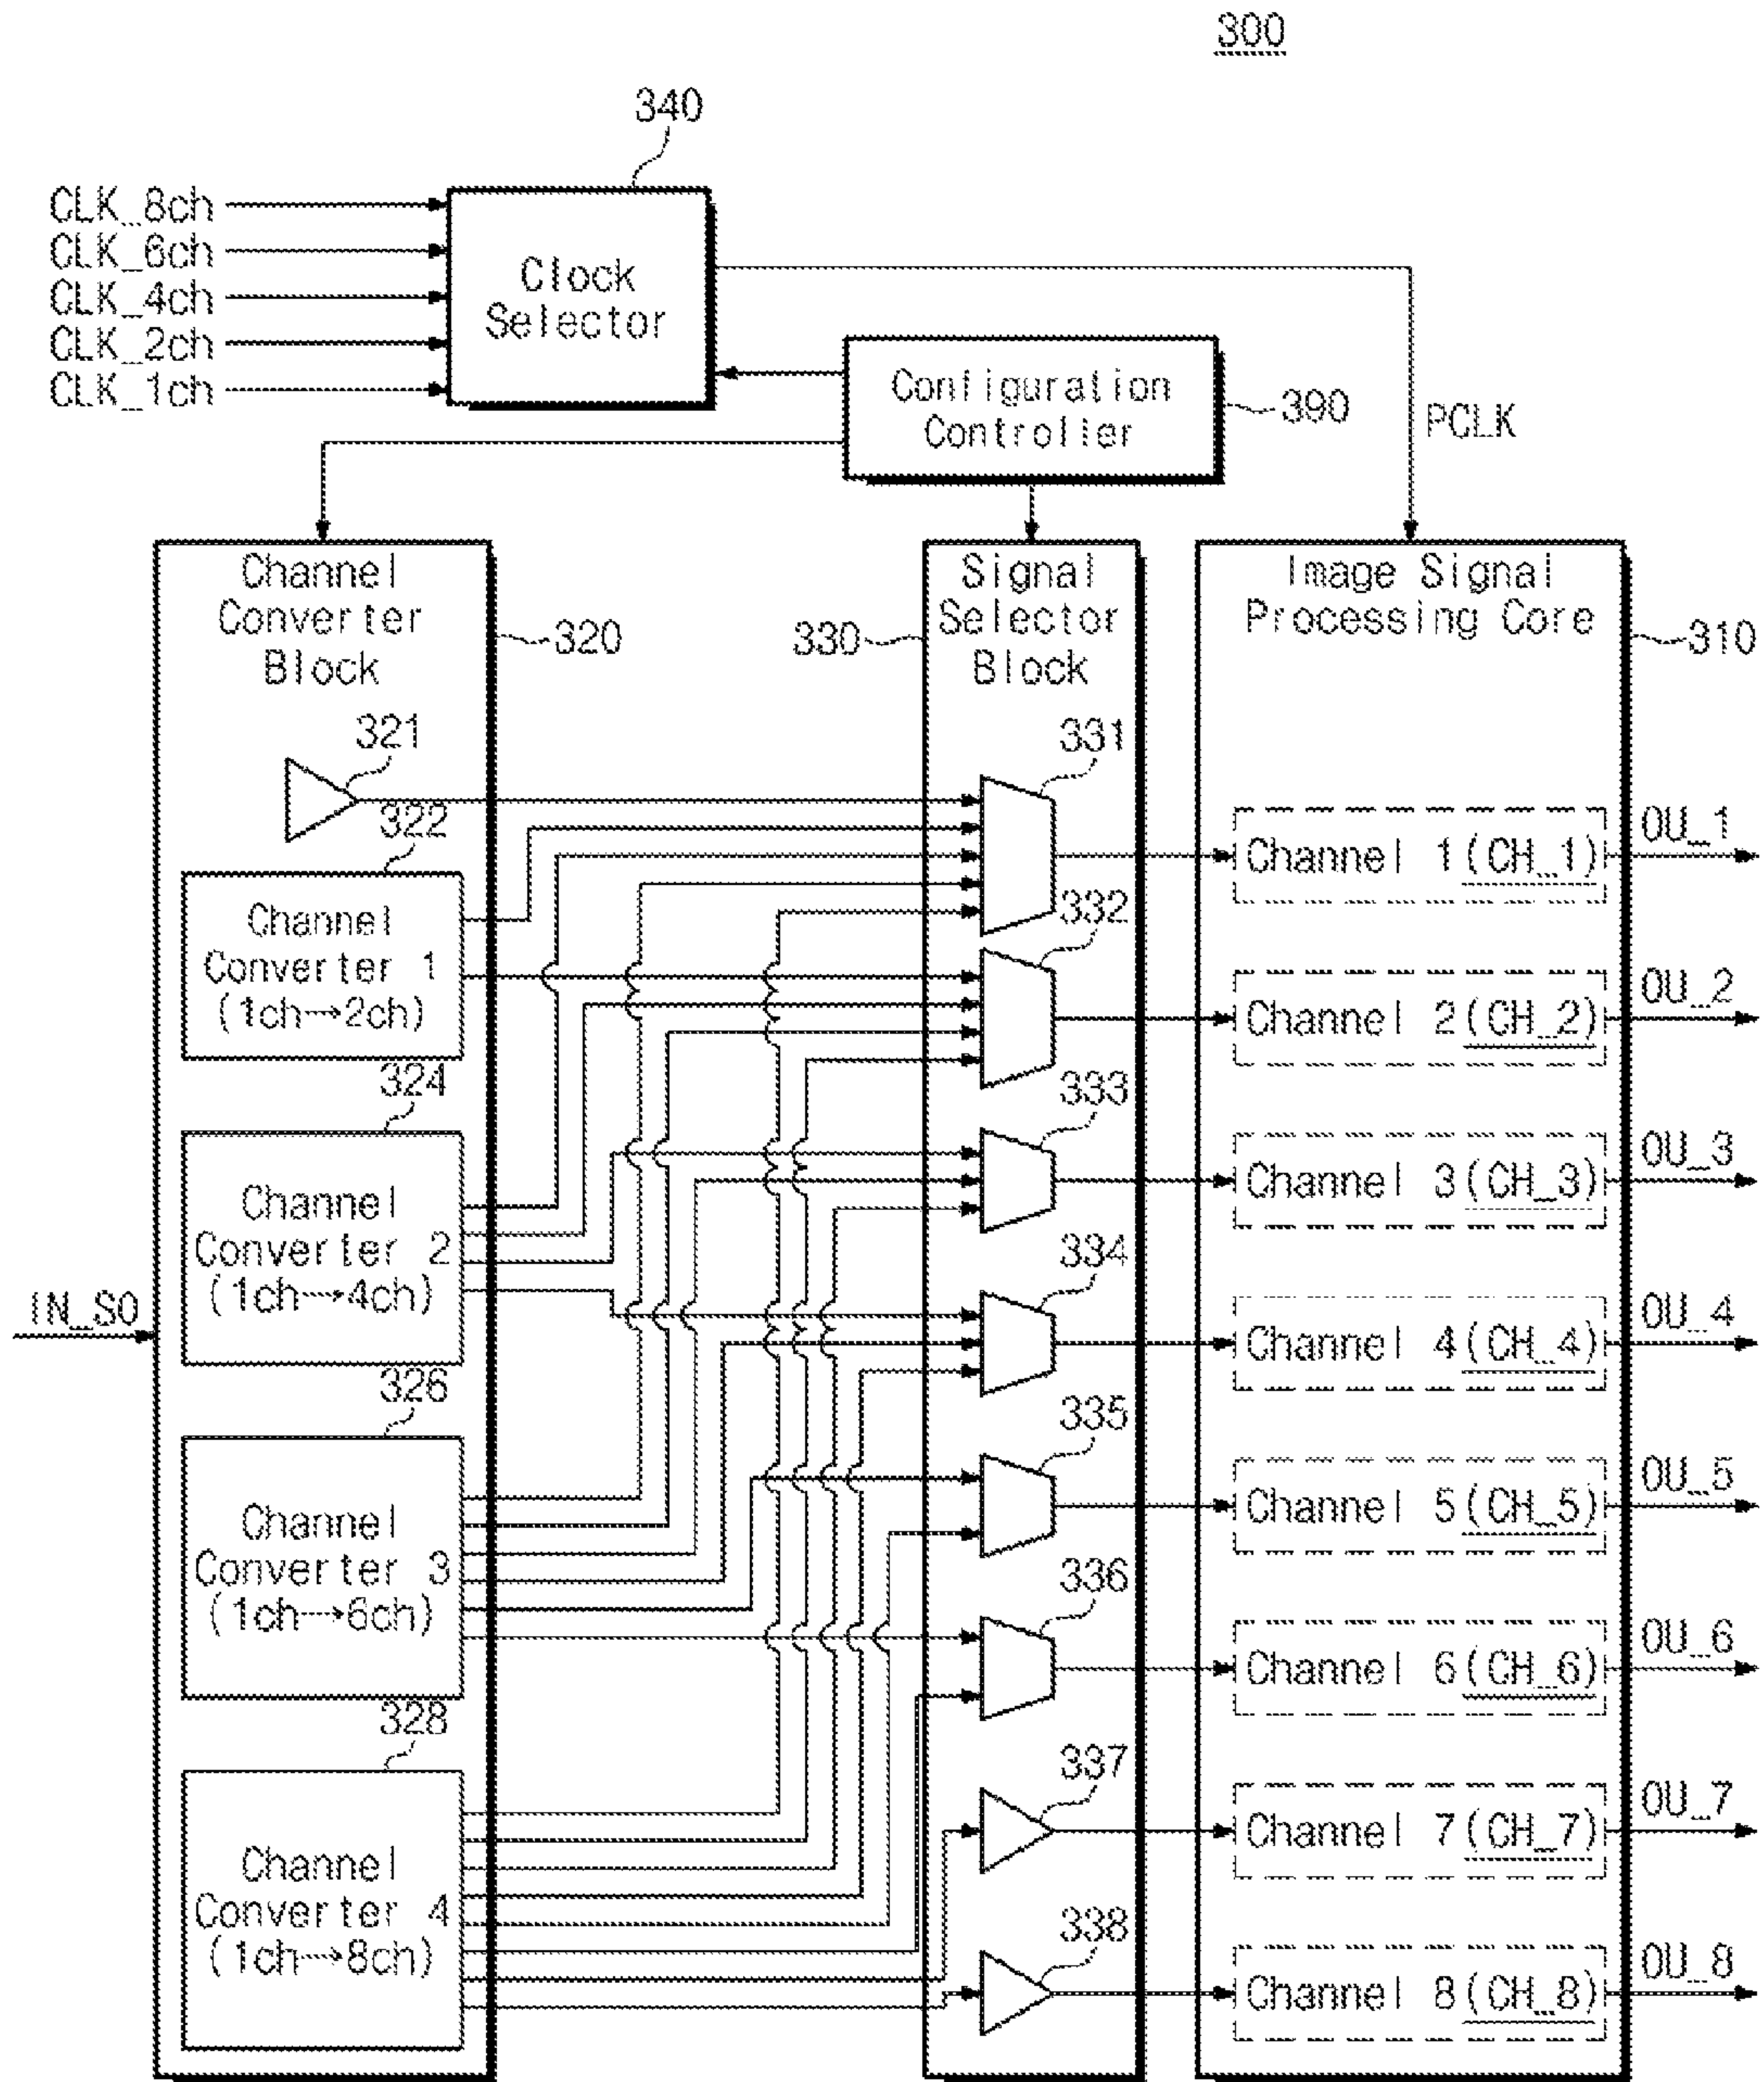 300
340
CLK_8ch
CLK_6ch
CLK_4ch
CLK_2ch
CLK_1ch
Clock
Selector
Configuration
Controller
390
PCLK
Channel
Converter
Block
320
330
Signal
Selector
Block
Image Signal
Processing Core
310
321
322
Channel
Converter 1
(1ch→2ch)
324
Channel
Converter 2
(1ch→4ch)
IN_S0
326
Channel
Converter 3
(1ch→6ch)
328
Channel
Converter 4
(1ch→8ch)
331
332
333
334
335
336
337
338
Channel 1(CH_1)
OU_1
Channel 2(CH_2)
OU_2
Channel 3(CH_3)
OU_3
Channel 4(CH_4)
OU_4
Channel 5(CH_5)
OU_5
Channel 6(CH_6)
OU_6
Channel 7(CH_7)
OU_7
Channel 8(CH_8)
OU_8